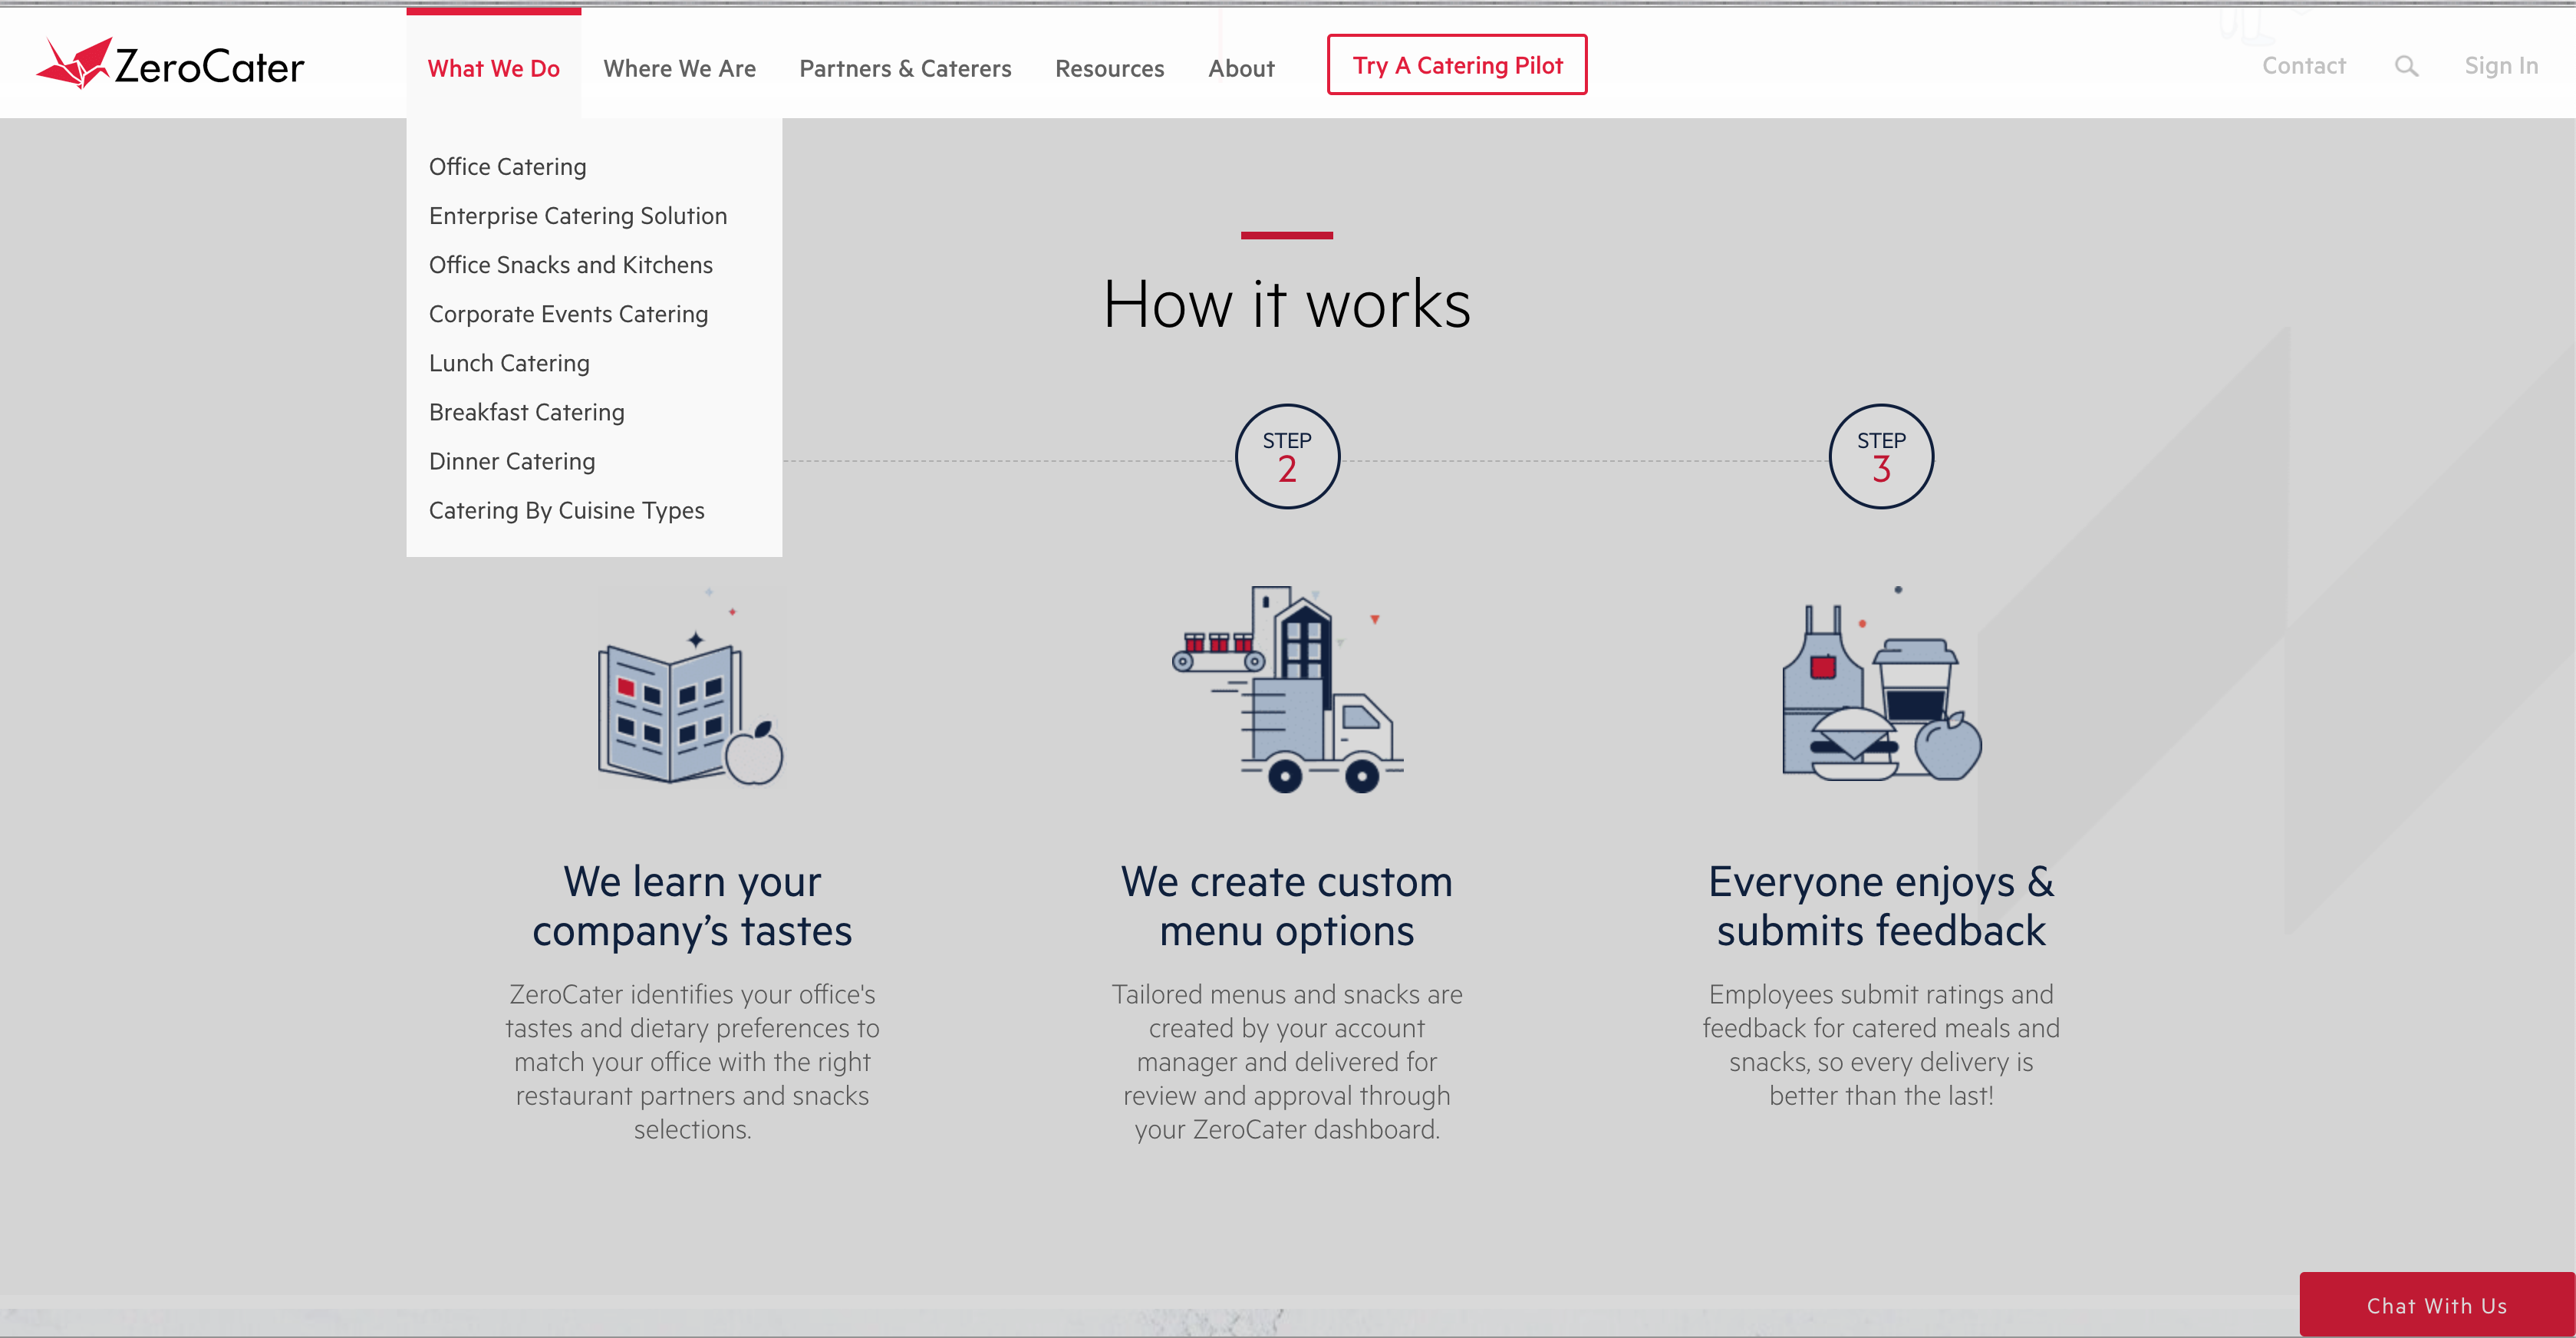 ZeroCater
What We Do
Where We Are
Partners & Caterers
Resources
About
Try A Catering Pilot
Contact
Sign In
Office Catering
Enterprise Catering Solution
Office Snacks and Kitchens
Corporate Events Catering
Lunch Catering
Breakfast Catering
Dinner Catering
Catering By Cuisine Types
How it works
STEP
2
STEP
3
We learn your
company’s tastes
ZeroCater identifies your office's
tastes and dietary preferences to
match your office with the right
restaurant partners and snacks
selections.
We create custom
menu options
Tailored menus and snacks are
created by your account
manager and delivered for
review and approval through
your ZeroCater dashboard.
Everyone enjoys &
submits feedback
Employees submit ratings and
feedback for catered meals and
snacks, so every delivery is
better than the last!
Chat With Us